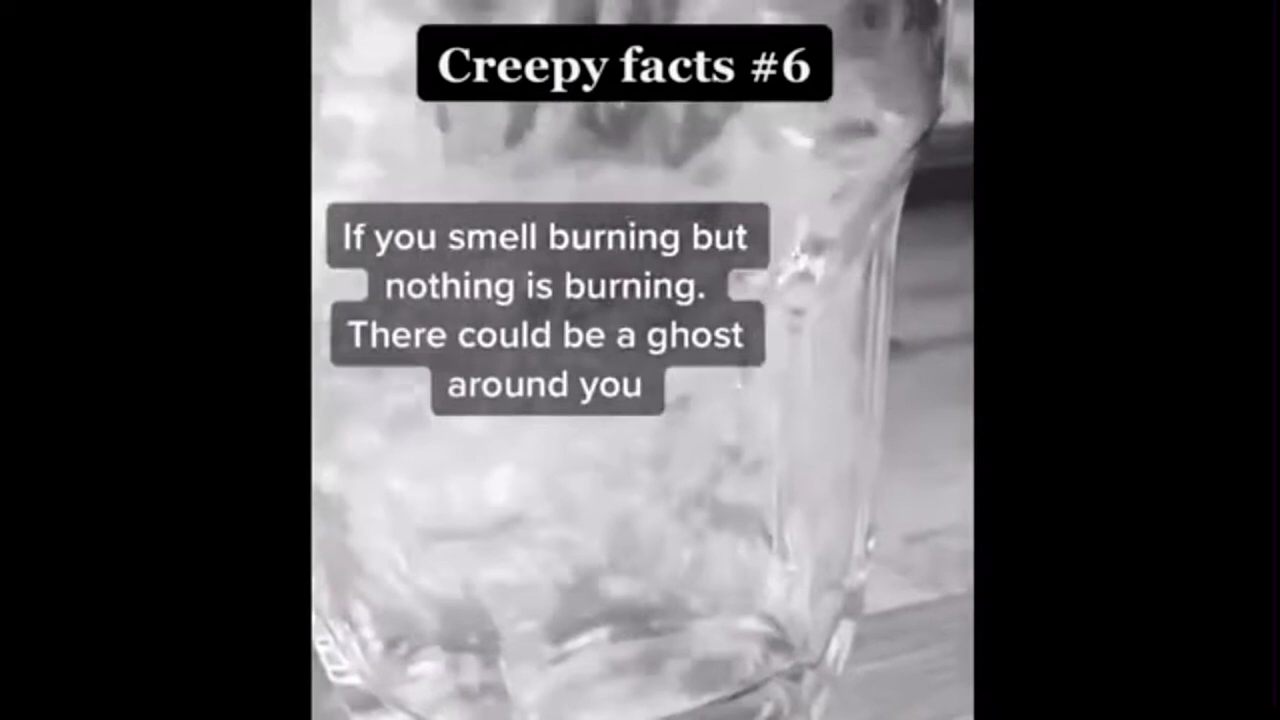 Creepy facts #6
If you smell burning but
nothing is burning.
There could be a ghost
around you